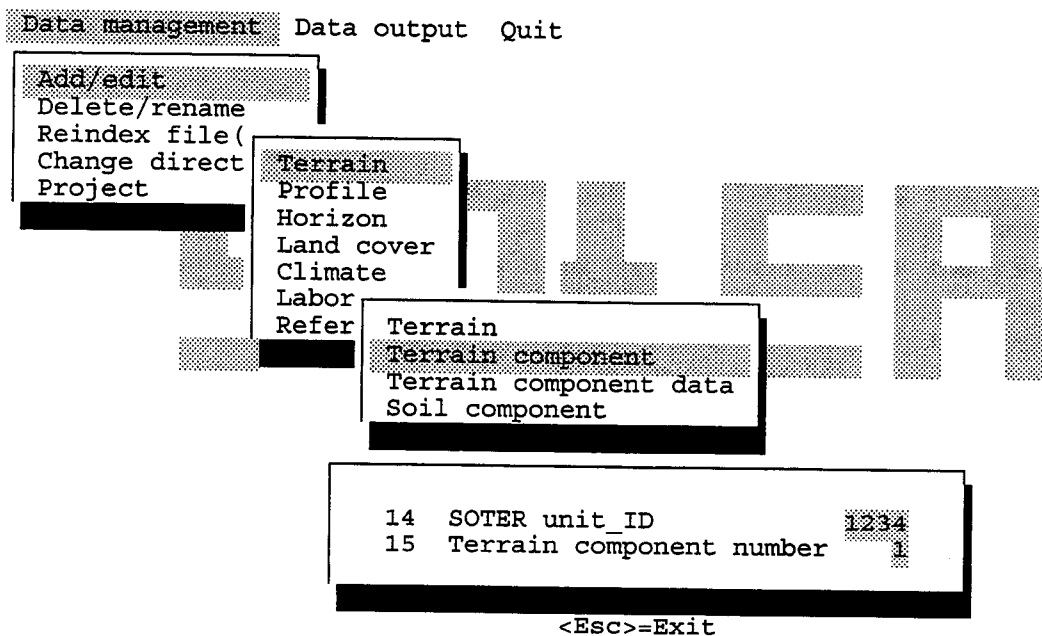 Data management Data output Quit
Add/edit
Delete/rename
Reindex file(
Change direct
Project
Terrain
Profile
Horizon
Land cover
Climate
Labor
Refer
Terrain
Terrain component
Terrain component data
Soil component
14 SOTER unit_ID 1234
15 Terrain component number 1
<Esc>=Exit